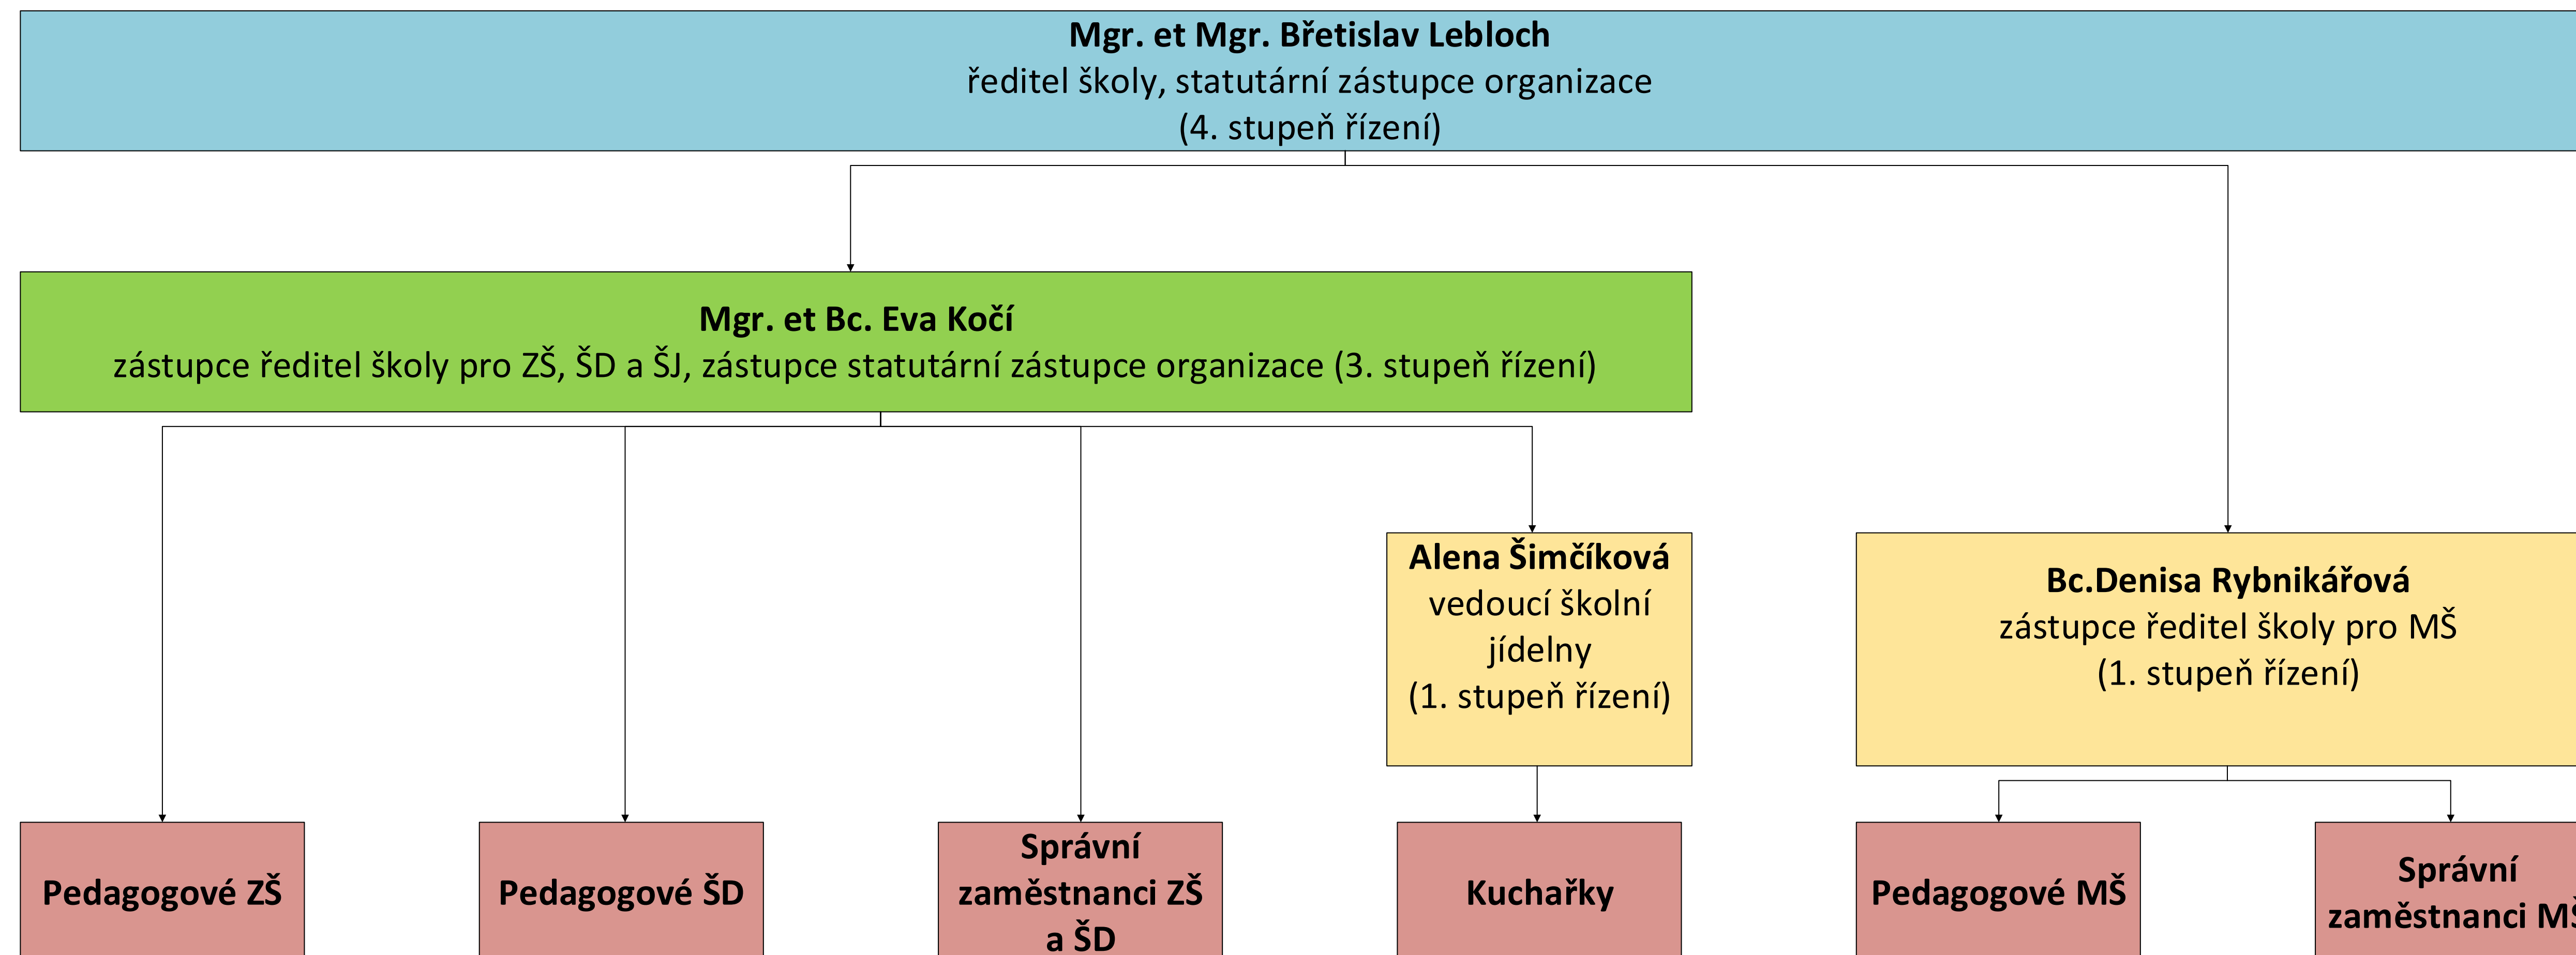 Mgr. et Mgr. Břetislav Lebloch
ředitel školy, statutární zástupce organizace
(4. stupeň řízení)
Mgr. et Bc. Eva Kočí
zástupce ředitel školy pro ZŠ, ŠD a ŠJ, zástupce statutární zástupce organizace (3. stupeň řízení)
Alena Šimčíková
vedoucí školní
jídelny
(1. stupeň řízení)
Bc.Denisa Rybnikářová
zástupce ředitel školy pro MŠ
(1. stupeň řízení)
Pedagogové ZŠ
Pedagogové ŠD
Správní
zaměstnanci ZŠ
a ŠD
Kuchařky
Pedagogové MŠ
Správní
zaměstnanci MŠ